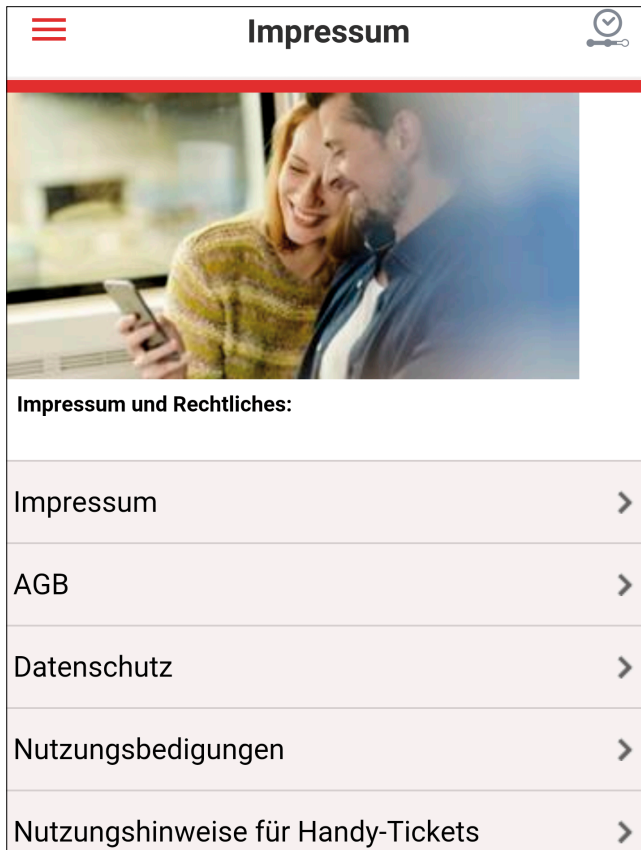 Impressum
Impressum und Rechtliches:
Impressum
AGB
Datenschutz
Nutzungsbedigungen
Nutzungshinweise für Handy-Tickets